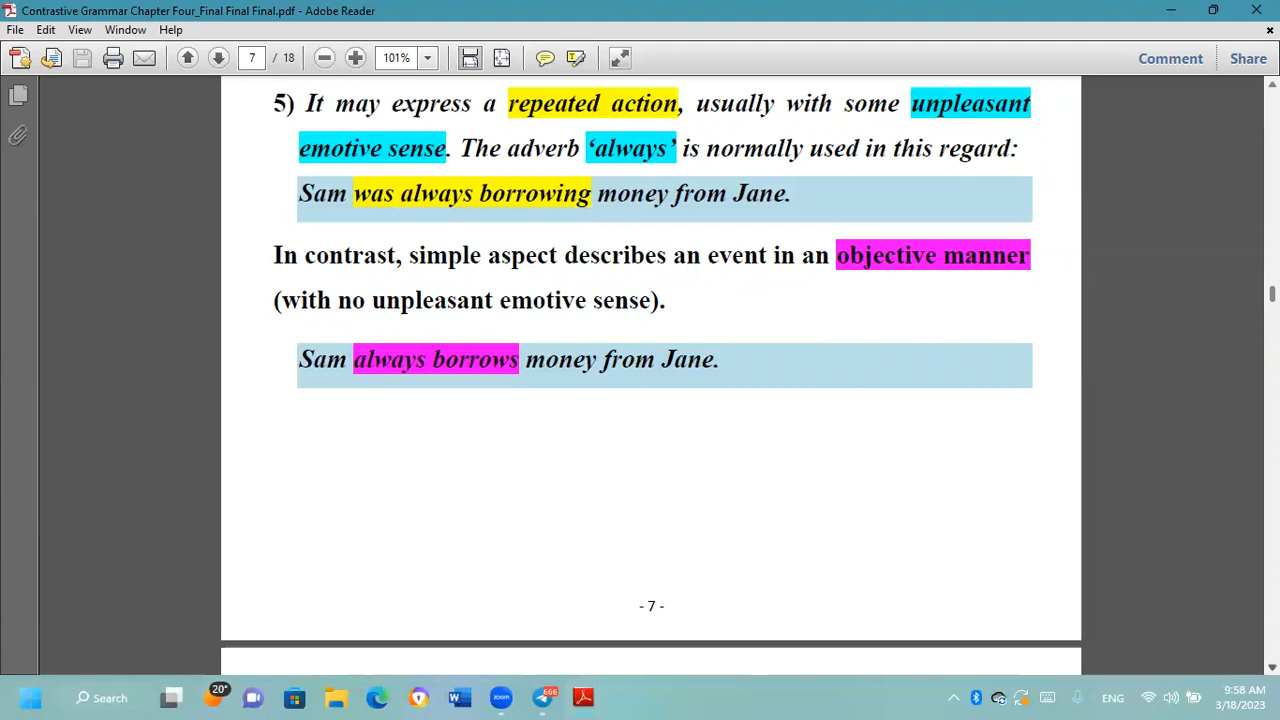 Contrastive Grammar Chapter Four_Final Final Final.pdf - Adobe Reader
File Edit View Window Help
7 / 18 101% Comment Share
5) It may express a repeated action, usually with some unpleasant
emotive sense. The adverb ‘always’ is normally used in this regard:
Sam was always borrowing money from Jane.
In contrast, simple aspect describes an event in an objective manner
(with no unpleasant emotive sense).
Sam always borrows money from Jane.
- 7 -
Search 20° zoom 666 W ENG 9:58 AM
3/18/2023